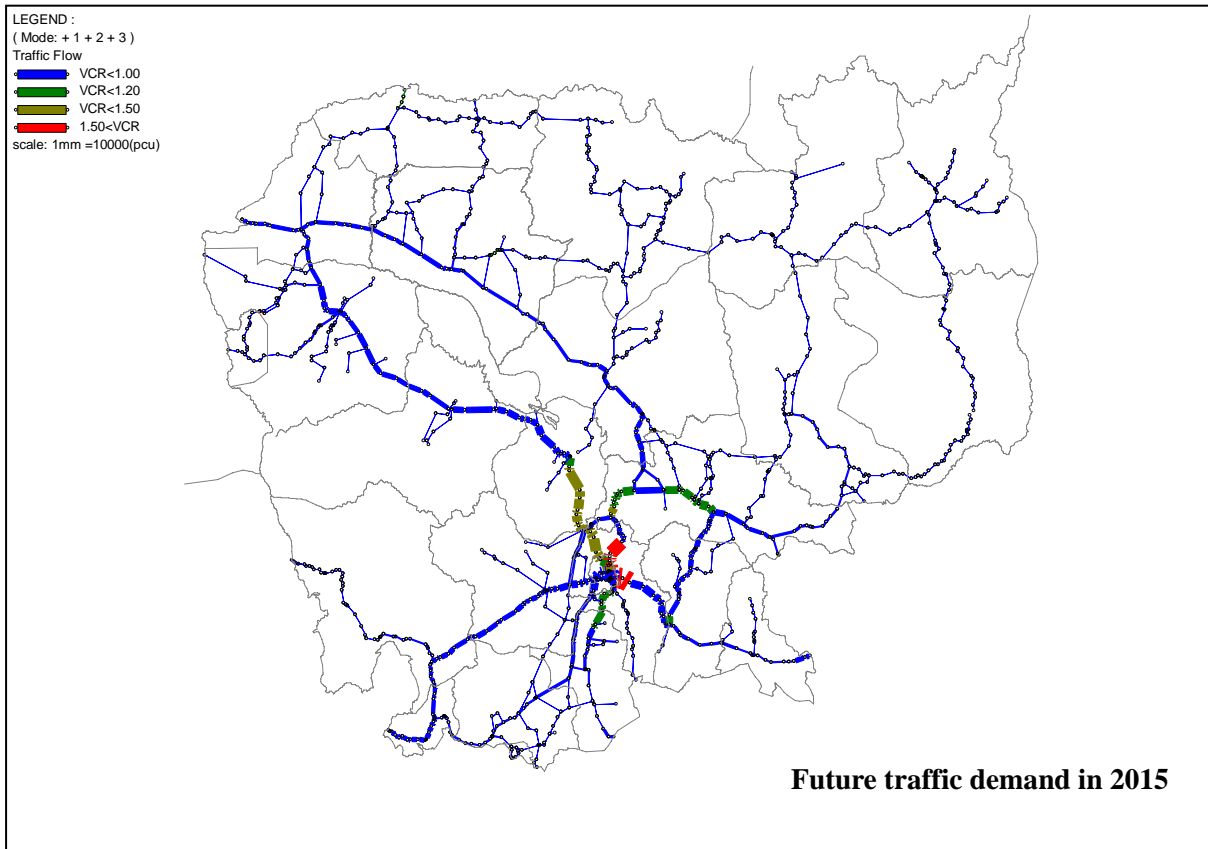 LEGEND :
( Mode: + 1 + 2 + 3 )
Traffic Flow
VCR<1.00
VCR<1.20
VCR<1.50
1.50<VCR
scale: 1mm =10000(pcu)
Future traffic demand in 2015